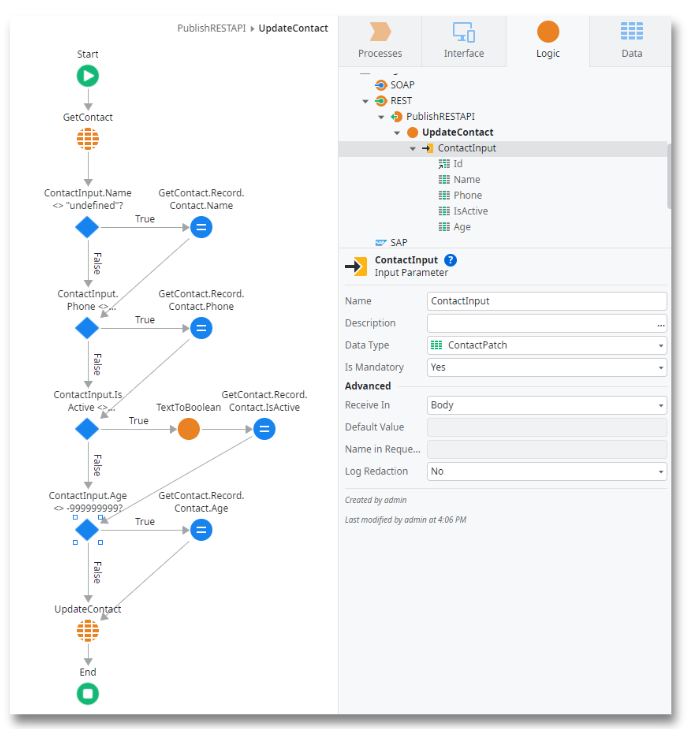 PublishRESTAPI ▸ UpdateContact
Start
GetContact
ContactInput.Name
<> "undefined"?
True
GetContact.Record.
Contact.Name
False
ContactInput.
Phone <>...
True
GetContact.Record.
Contact.Phone
False
ContactInput.Is
Active <>...
True
TextToBoolean
GetContact.Record.
Contact.IsActive
False
ContactInput.Age
<> -999999999?
True
GetContact.Record.
Contact.Age
False
UpdateContact
End
Processes
Interface
Logic
Data
SOAP
REST
PublishRESTAPI
UpdateContact
ContactInput
Id
Name
Phone
IsActive
Age
SAP
SAP
ContactInput ?
Input Parameter
Name ContactInput
Description ...
Data Type ContactPatch
Is Mandatory Yes
Advanced
Receive In Body
Default Value
Name in Reque...
Log Redaction No
Created by admin
Last modified by admin at 4:06 PM